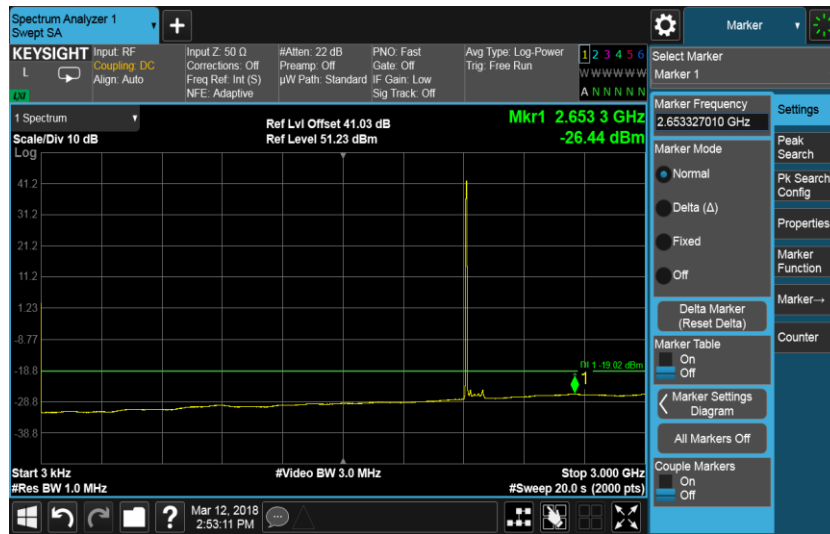 Spectrum Analyzer 1
Swept SA
Marker
KEYSIGHT
L
LXI
Input: RF
Coupling: DC
Align: Auto
Input Z: 50 Ω
Corrections: Off
Freq Ref: Int (S)
NFE: Adaptive
#Atten: 22 dB
Preamp: Off
µW Path: Standard
PNO: Fast
Gate: Off
IF Gain: Low
Sig Track: Off
Avg Type: Log-Power
Trig: Free Run
1 2 3 4 5 6
W W W W W W
A N N N N N
Select Marker
Marker 1
1 Spectrum
Scale/Div 10 dB
Log
Ref Lvl Offset 41.03 dB
Ref Level 51.23 dBm
Mkr1 2.653 3 GHz
-26.44 dBm
41.2
31.2
21.2
11.2
1.23
-8.77
-18.8
-28.8
-38.8
Dl 1 -19.02 dBm
1
Start 3 kHz
#Res BW 1.0 MHz
#Video BW 3.0 MHz
Stop 3.000 GHz
#Sweep 20.0 s (2000 pts)
Marker Frequency
2.653327010 GHz
Marker Mode
Normal
Delta (Δ)
Fixed
Off
Delta Marker
(Reset Delta)
Marker Table
On
Off
Marker Settings
Diagram
All Markers Off
Couple Markers
On
Off
Settings
Peak
Search
Pk Search
Config
Properties
Marker
Function
Marker→
Counter
?
Mar 12, 2018
2:53:11 PM